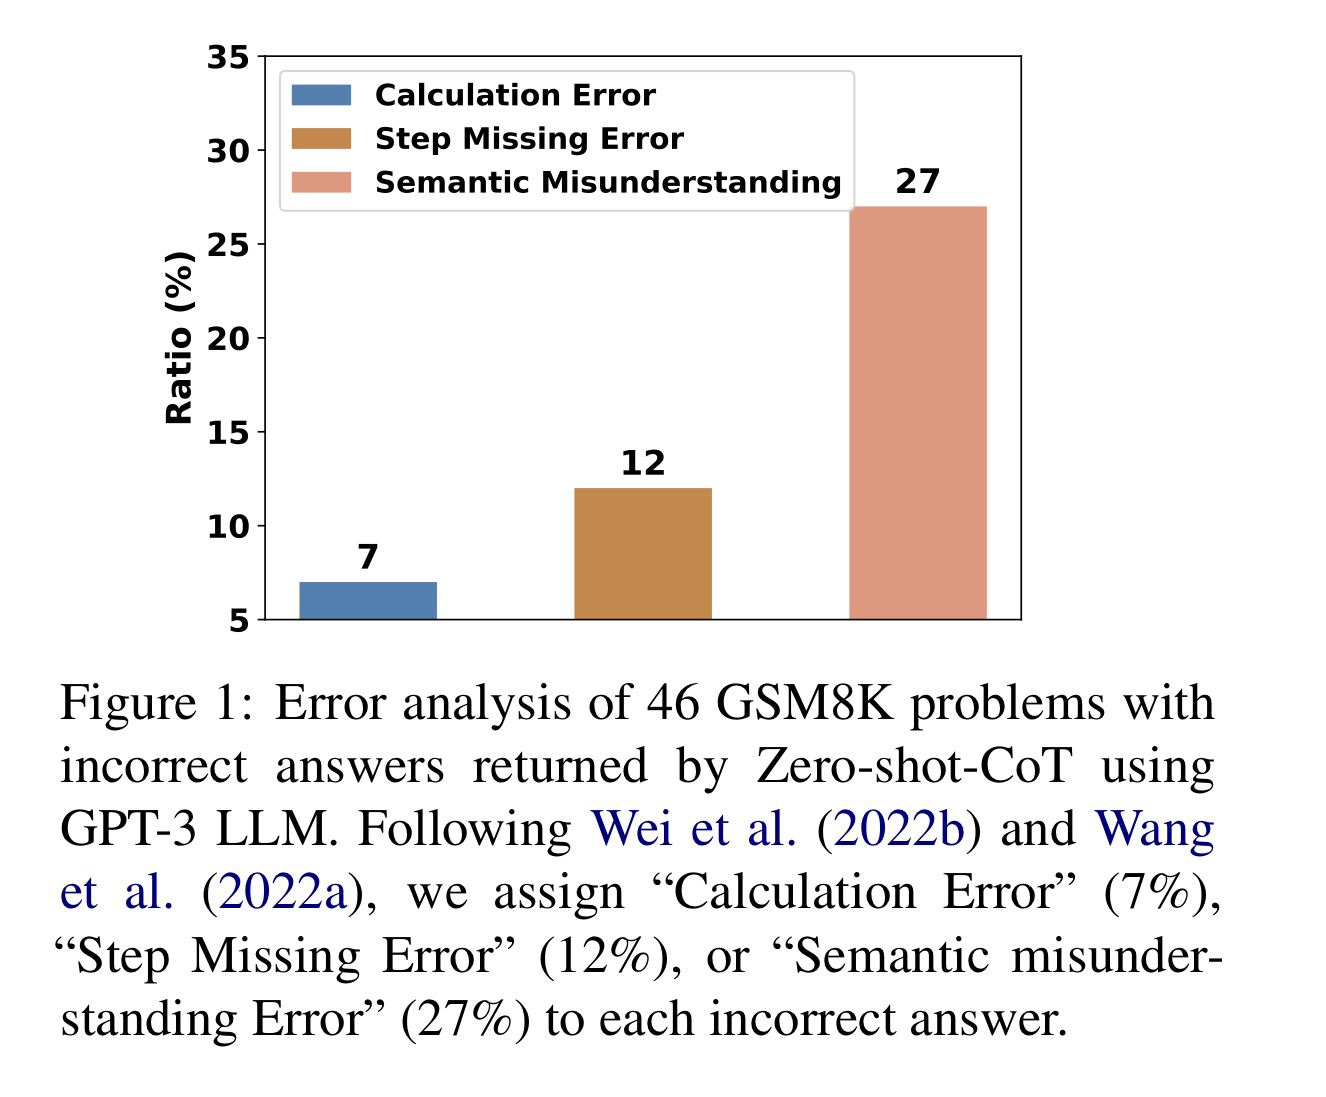 35
Calculation Error
Step Missing Error
30
Semantic Misunderstanding
27
25
Ratio (%)
20
15
12
10
7
5
Figure 1: Error analysis of 46 GSM8K problems with
incorrect answers returned by Zero-shot-CoT using
GPT-3 LLM. Following Wei et al. (2022b) and Wang
et al. (2022a), we assign “Calculation Error” (7%),
“Step Missing Error” (12%), or “Semantic misunder-
standing Error” (27%) to each incorrect answer.